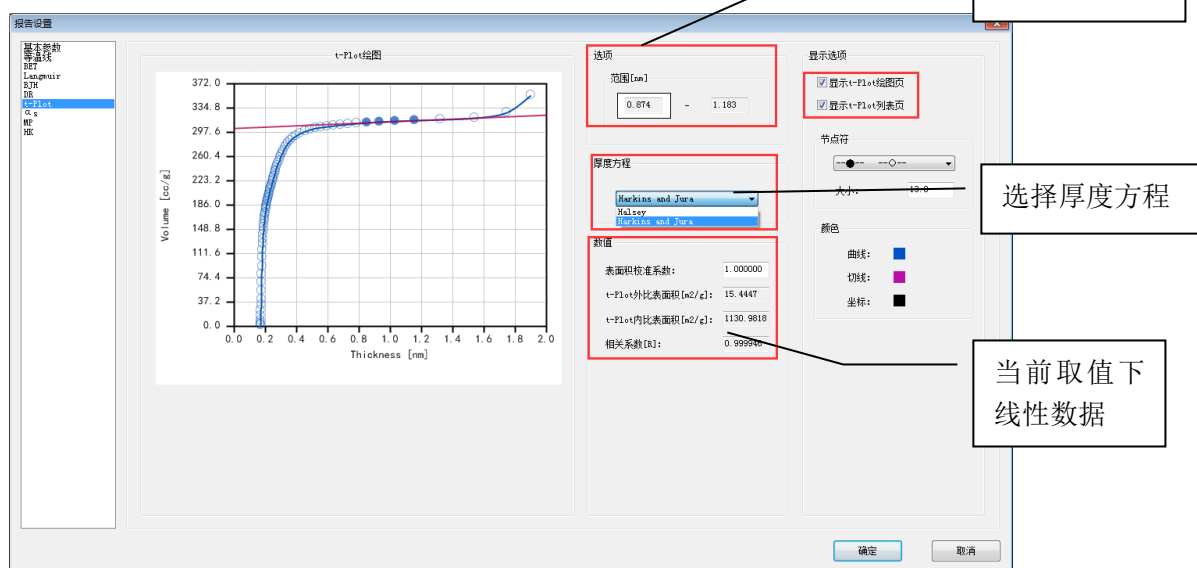 报告设置
基本参数
等温线
BET
Langmuir
BJH
DR
t-Plot
αs
MP
HK
t-Plot绘图
372.0
334.8
297.6
260.4
223.2
186.0
148.8
111.6
74.4
37.2
0.0
Volume [cc/g]
0.0 0.2 0.4 0.6 0.8 1.0 1.2 1.4 1.6 1.8 2.0
Thickness [nm]
选项
范围[nm]
0.874 - 1.183
厚度方程
Harkins and Jura
Halsey
Harkins and Jura
数值
表面积校准系数: 1.000000
t-Plot外比表面积[m2/g]: 15.4447
t-Plot内比表面积[m2/g]: 1130.9818
相关系数[R]: 0.999946
显示选项
显示t-Plot绘图页
显示t-Plot列表页
节点符
大小:
颜色
曲线:
切线:
坐标:
确定 取消
选择厚度方程
当前取值下
线性数据